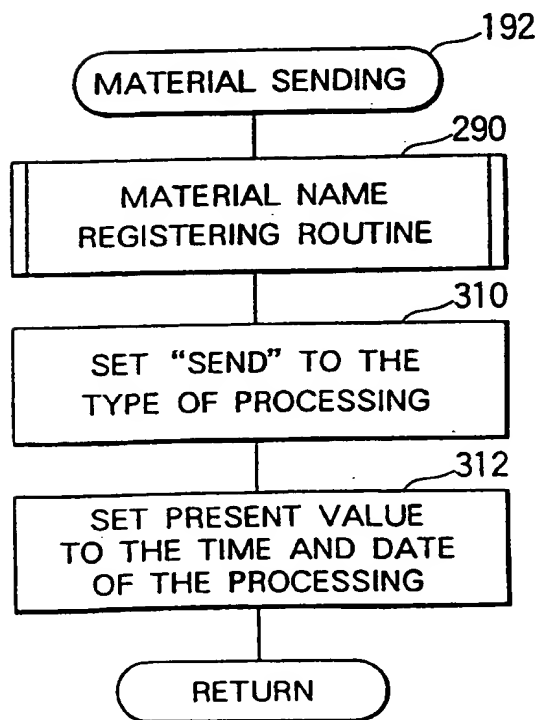 192
MATERIAL SENDING
290
MATERIAL NAME
REGISTERING ROUTINE
310
SET “SEND” TO THE
TYPE OF PROCESSING
312
SET PRESENT VALUE
TO THE TIME AND DATE
OF THE PROCESSING
RETURN